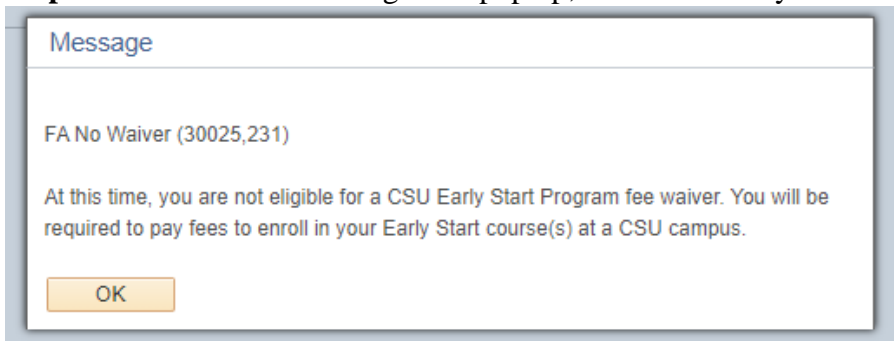 Message
FA No Waiver (30025,231)
At this time, you are not eligible for a CSU Early Start Program fee waiver. You will be
required to pay fees to enroll in your Early Start course(s) at a CSU campus.
OK